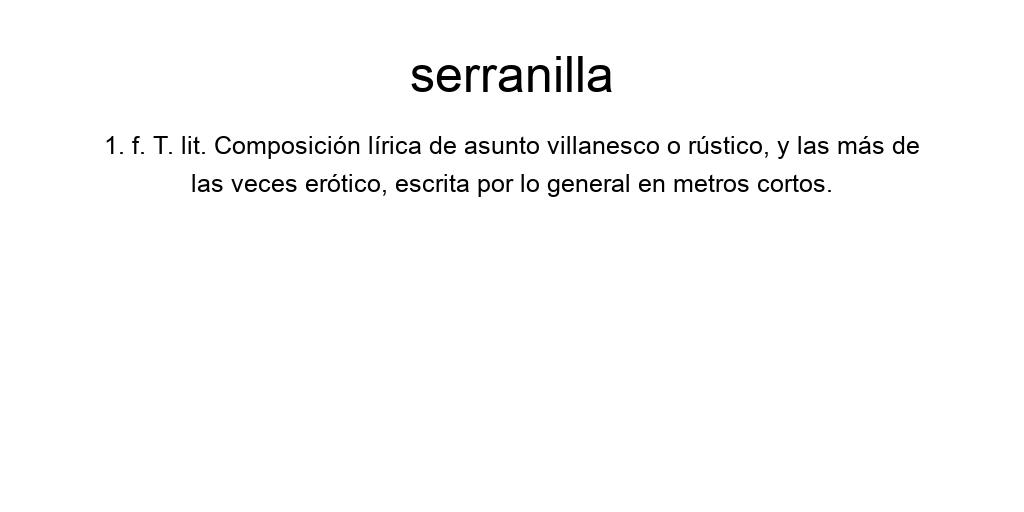 serranilla
1. f. T. lit. Composición lírica de asunto villanesco o rústico, y las más de
las veces erótico, escrita por lo general en metros cortos.